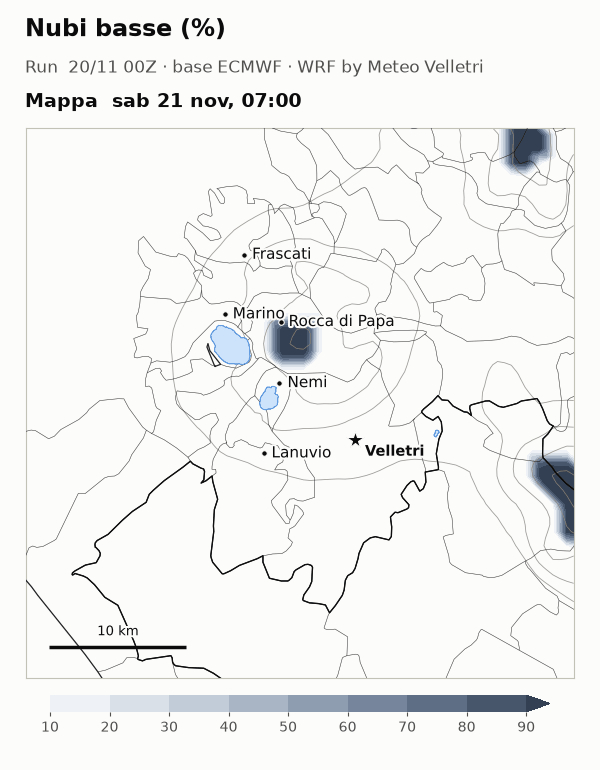 Nubi basse (%)
Run  20/11 00Z · base ECMWF · WRF by Meteo Velletri
Mappa  sab 21 nov, 07:00
Frascati
Marino
Rocca di Papa
Nemi
Velletri
Lanuvio
10 km
10 20 30 40 50 60 70 80 90